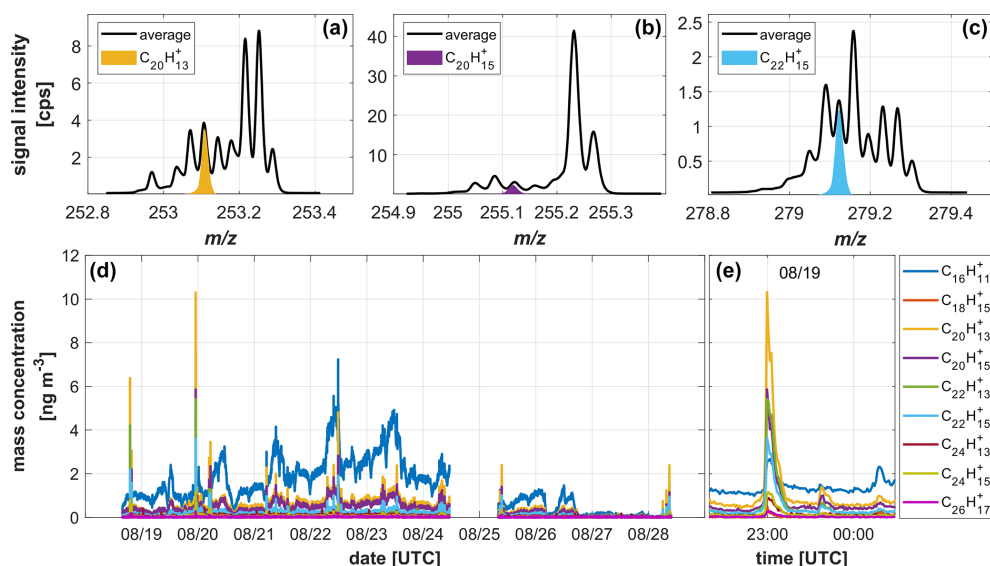 signal intensity
[cps]
8
6
4
2
average
C20H13+
(a)
252.8 253 253.2 253.4
m/z
40
30
20
10
average
C20H15+
(b)
254.9 255 255.1 255.2 255.3
m/z
2.5
2
1.5
1
0.5
average
C22H15+
(c)
278.8 279 279.2 279.4
m/z
mass concentration
[ng m-3]
12
10
8
6
4
2
0
(d)
08/19 08/20 08/21 08/22 08/23 08/24 08/25 08/26 08/27 08/28
date [UTC]
08/19
(e)
23:00 00:00
time [UTC]
C16H11+
C18H15+
C20H13+
C20H15+
C22H13+
C22H15+
C24H13+
C24H15+
C26H17+